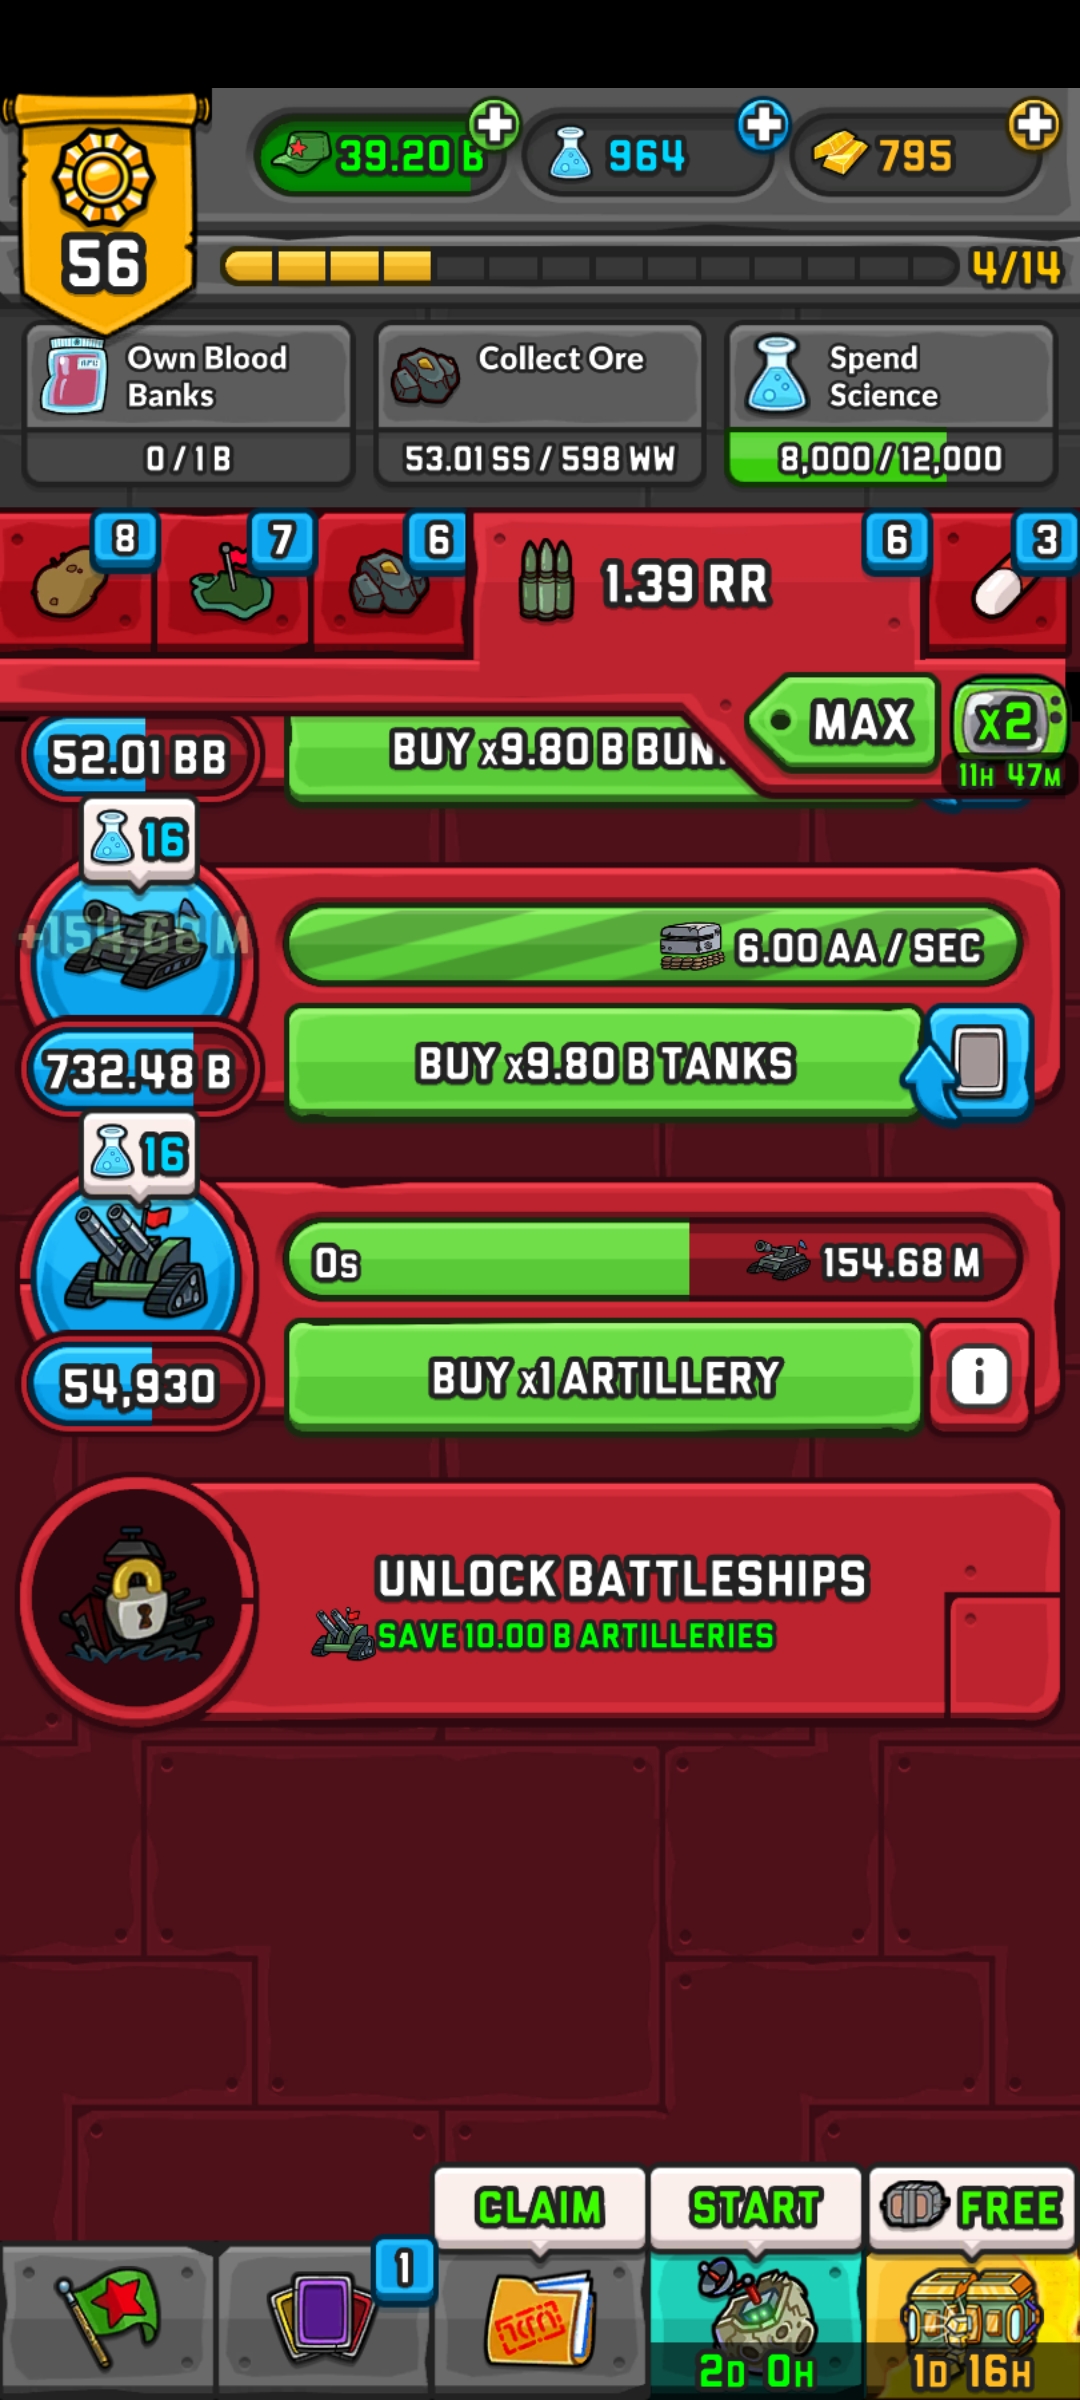 39.20 B
964
795
56
4/14
Own Blood
Banks
0 / 1 B
Collect Ore
53.01 SS / 598 WW
Spend
Science
8,000 / 12,000
8
7
6
1.39 RR
6
3
MAX
x2
11H 47M
52.01 BB
BUY x9.80 B BUN
16
+154.68 M
6.00 AA / SEC
732.48 B
BUY x9.80 B TANKS
16
0s
154.68 M
54,930
BUY x1 ARTILLERY
i
UNLOCK BATTLESHIPS
SAVE 10.00 B ARTILLERIES
CLAIM
START
FREE
1
2D 0H
1D 16H